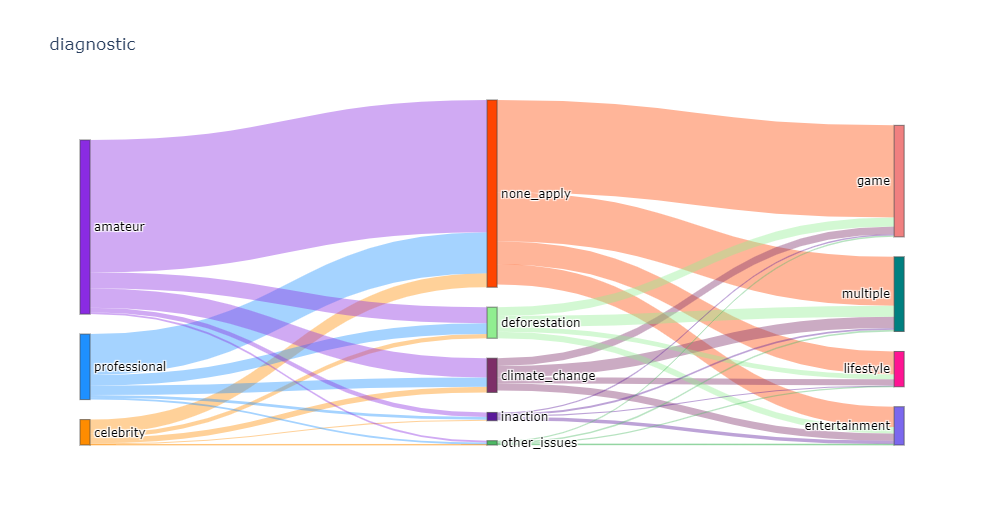 diagnostic
amateur
professional
celebrity
none_apply
deforestation
climate_change
inaction
other_issues
game
multiple
lifestyle
entertainment